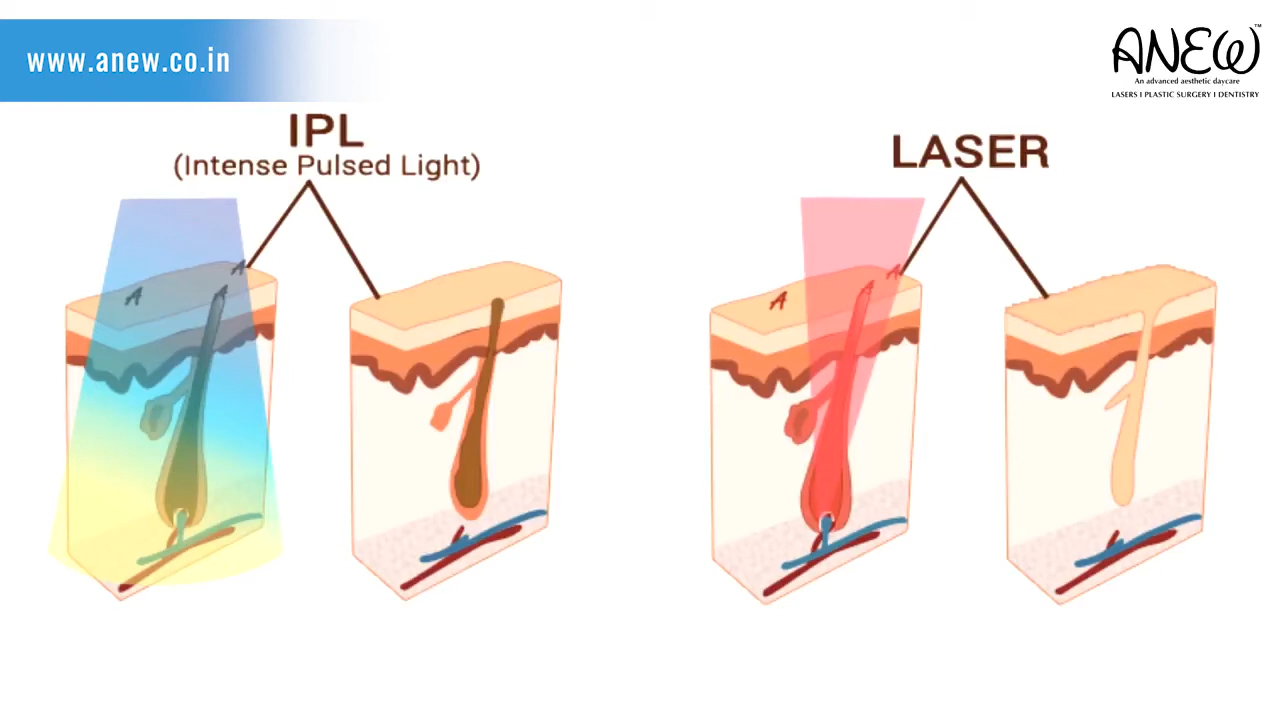 www.anew.co.in
ANEW™
An advanced aesthetic daycare
LASERS I PLASTIC SURGERY I DENTISTRY
IPL
(Intense Pulsed Light)
LASER